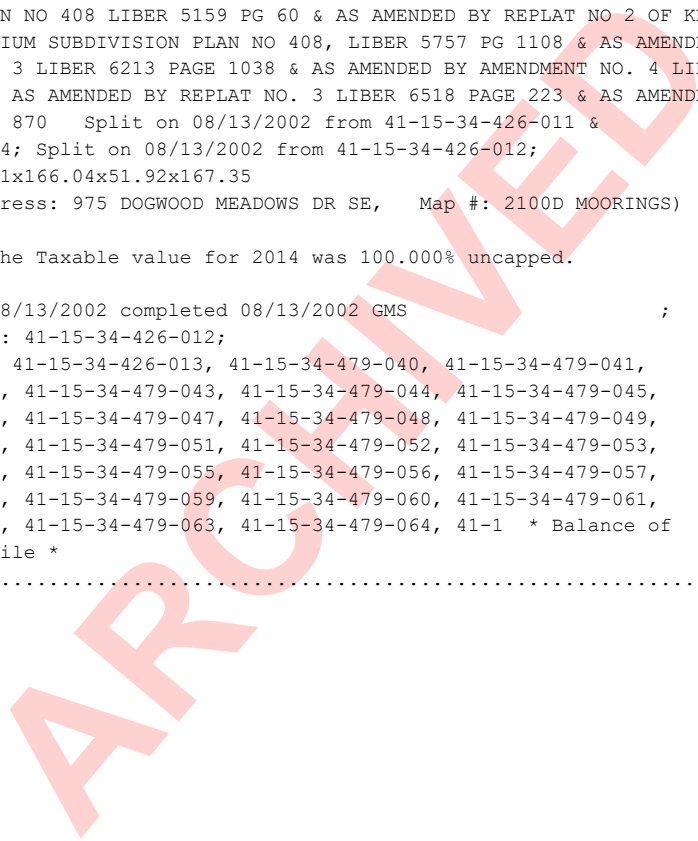 N NO 408 LIBER 5159 PG 60 & AS AMENDED BY REPLAT NO 2 OF
IUM SUBDIVISION PLAN NO 408, LIBER 5757 PG 1108 & AS AMENDE
3 LIBER 6213 PAGE 1038 & AS AMENDED BY AMENDMENT NO. 4
AS AMENDED BY REPLAT NO. 3 LIBER 6518 PAGE 223 & AS AMENDE
870 Split on 08/13/2002 from 41-15-34-426-011 &
4; Split on 08/13/2002 from 41-15-34-426-012;
1x166.04x51.92x167.35
ress: 975 DOGWOOD MEADOWS DR SE, Map #: 2100D MOORINGS)
he Taxable value for 2014 was 100.000% uncapped.
8/13/2002 completed 08/13/2002 GMS ;
: 41-15-34-426-012;
41-15-34-426-013, 41-15-34-479-040, 41-15-34-479-041,
, 41-15-34-479-043, 41-15-34-479-044, 41-15-34-479-045,
, 41-15-34-479-047, 41-15-34-479-048, 41-15-34-479-049,
, 41-15-34-479-051, 41-15-34-479-052, 41-15-34-479-053,
, 41-15-34-479-055, 41-15-34-479-056, 41-15-34-479-057,
, 41-15-34-479-059, 41-15-34-479-060, 41-15-34-479-061,
, 41-15-34-479-063, 41-15-34-479-064, 41-1 * Balance of
ile *
.........................................................
ARCHIVED